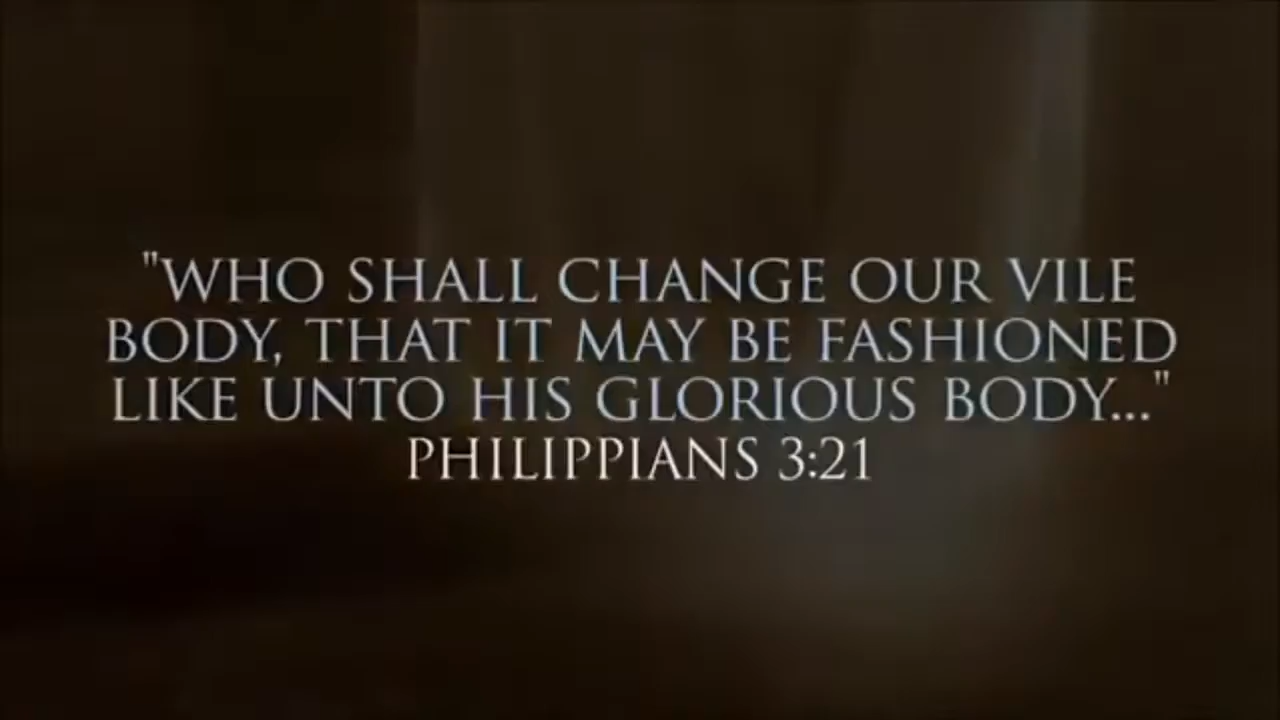 "WHO SHALL CHANGE OUR VILE
BODY, THAT IT MAY BE FASHIONED
LIKE UNTO HIS GLORIOUS BODY..."
PHILIPPIANS 3:21